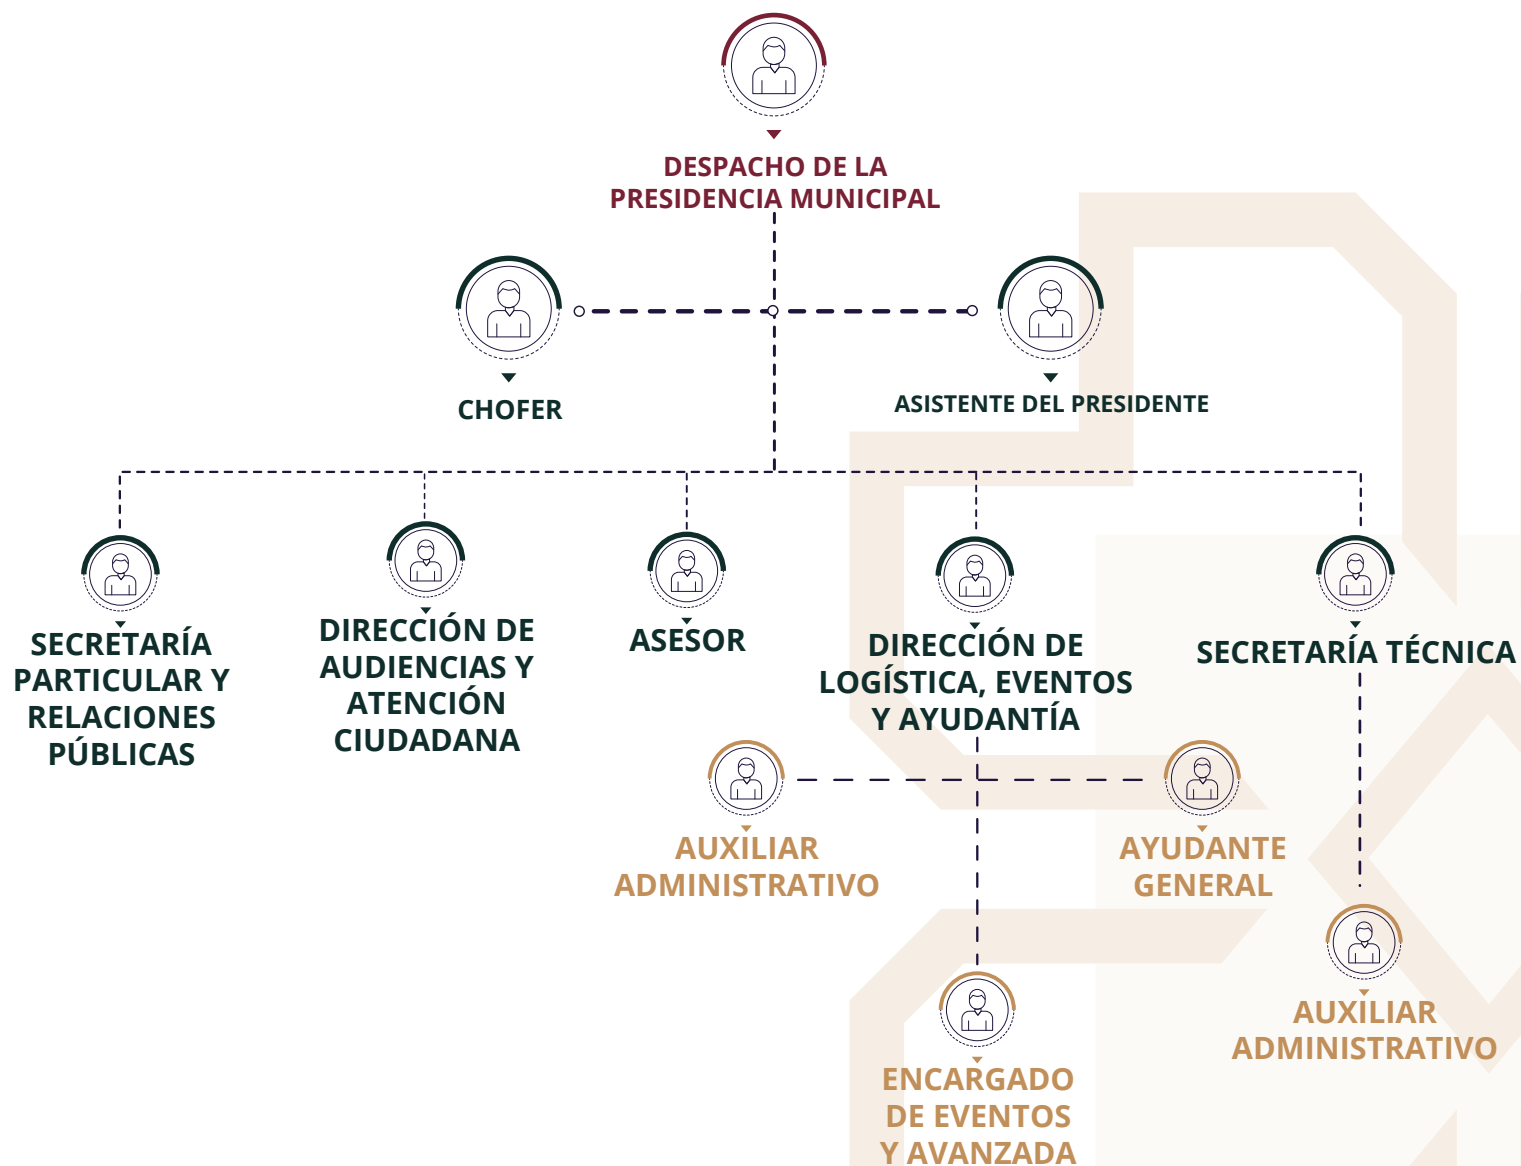 DESPACHO DE LA
PRESIDENCIA MUNICIPAL
CHOFER
ASISTENTE DEL PRESIDENTE
SECRETARÍA
PARTICULAR Y
RELACIONES
PÚBLICAS
DIRECCIÓN DE
AUDIENCIAS Y
ATENCIÓN
CIUDADANA
ASESOR
DIRECCIÓN DE
LOGÍSTICA, EVENTOS
Y AYUDANTÍA
SECRETARÍA TÉCNICA
AUXILIAR
ADMINISTRATIVO
AYUDANTE
GENERAL
ENCARGADO
DE EVENTOS
Y AVANZADA
AUXILIAR
ADMINISTRATIVO